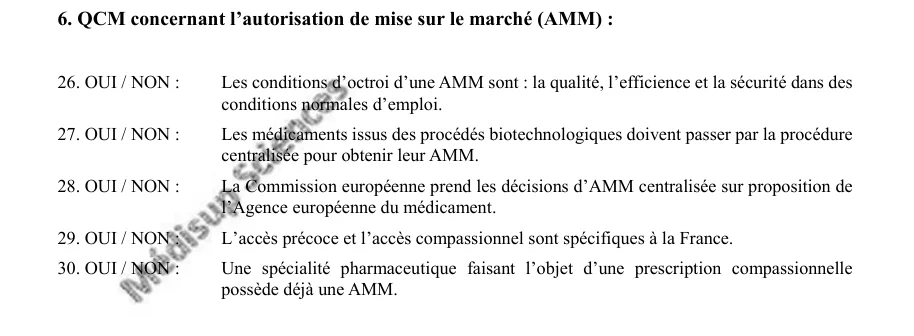 6. QCM concernant l’autorisation de mise sur le marché (AMM) :
26. OUI / NON : Les conditions d’octroi d’une AMM sont : la qualité, l’efficience et la sécurité dans des
conditions normales d’emploi.
27. OUI / NON : Les médicaments issus des procédés biotechnologiques doivent passer par la procédure
centralisée pour obtenir leur AMM.
28. OUI / NON : La Commission européenne prend les décisions d’AMM centralisée sur proposition de
l’Agence européenne du médicament.
29. OUI / NON : L’accès précoce et l’accès compassionnel sont spécifiques à la France.
30. OUI / NON : Une spécialité pharmaceutique faisant l’objet d’une prescription compassionnelle
possède déjà une AMM.
Médisup Sciences